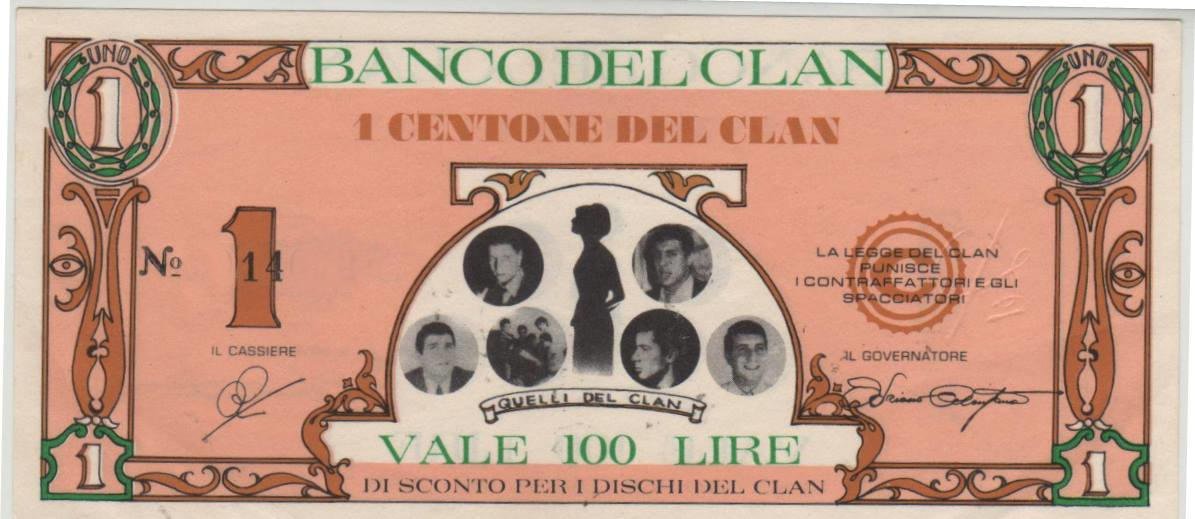 UNO
1
BANCO DEL CLAN
UNO
1
1 CENTONE DEL CLAN
1
No 14
LA LEGGE DEL CLAN
PUNISCE
I CONTRAFFATTORI E GLI
SPACCIATORI
IL CASSIERE
IL GOVERNATORE
Adriano Celentano
QUELLI DEL CLAN
VALE 100 LIRE
1
DI SCONTO PER I DISCHI DEL CLAN
1